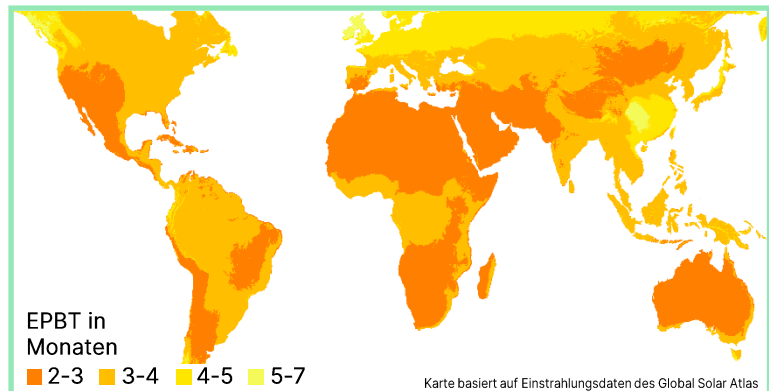 EPBT in
Monaten
2-3 3-4 4-5 5-7
Karte basiert auf Einstrahlungsdaten des Global Solar Atlas